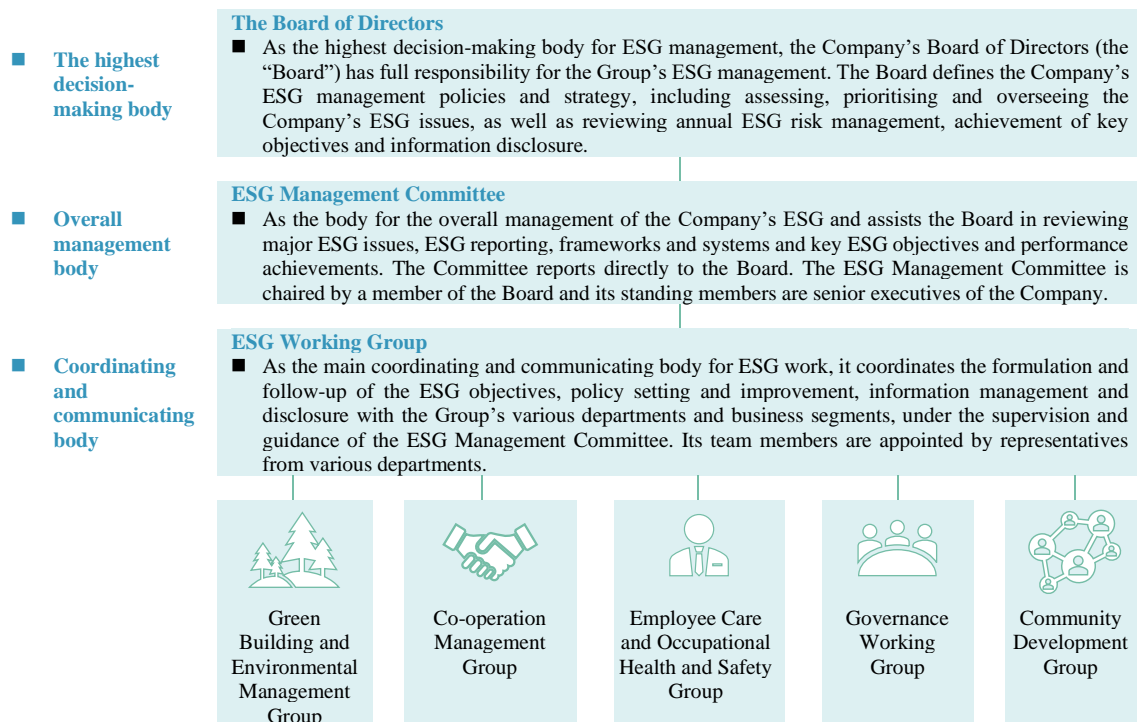 The Board of Directors
■ The highest
decision-
making body
■ As the highest decision-making body for ESG management, the Company's Board of Directors (the
“Board”) has full responsibility for the Group's ESG management. The Board defines the Company's
ESG management policies and strategy, including assessing, prioritising and overseeing the
Company's ESG issues, as well as reviewing annual ESG risk management, achievement of key
objectives and information disclosure.
ESG Management Committee
■ Overall
management
body
■ As the body for the overall management of the Company's ESG and assists the Board in reviewing
major ESG issues, ESG reporting, frameworks and systems and key ESG objectives and performance
achievements. The Committee reports directly to the Board. The ESG Management Committee is
chaired by a member of the Board and its standing members are senior executives of the Company.
ESG Working Group
■ Coordinating
and
communicating
body
■ As the main coordinating and communicating body for ESG work, it coordinates the formulation and
follow-up of the ESG objectives, policy setting and improvement, information management and
disclosure with the Group's various departments and business segments, under the supervision and
guidance of the ESG Management Committee. Its team members are appointed by representatives
from various departments.
Green
Building and
Environmental
Management
Group
Co-operation
Management
Group
Employee Care
and Occupational
Health and Safety
Group
Governance
Working
Group
Community
Development
Group